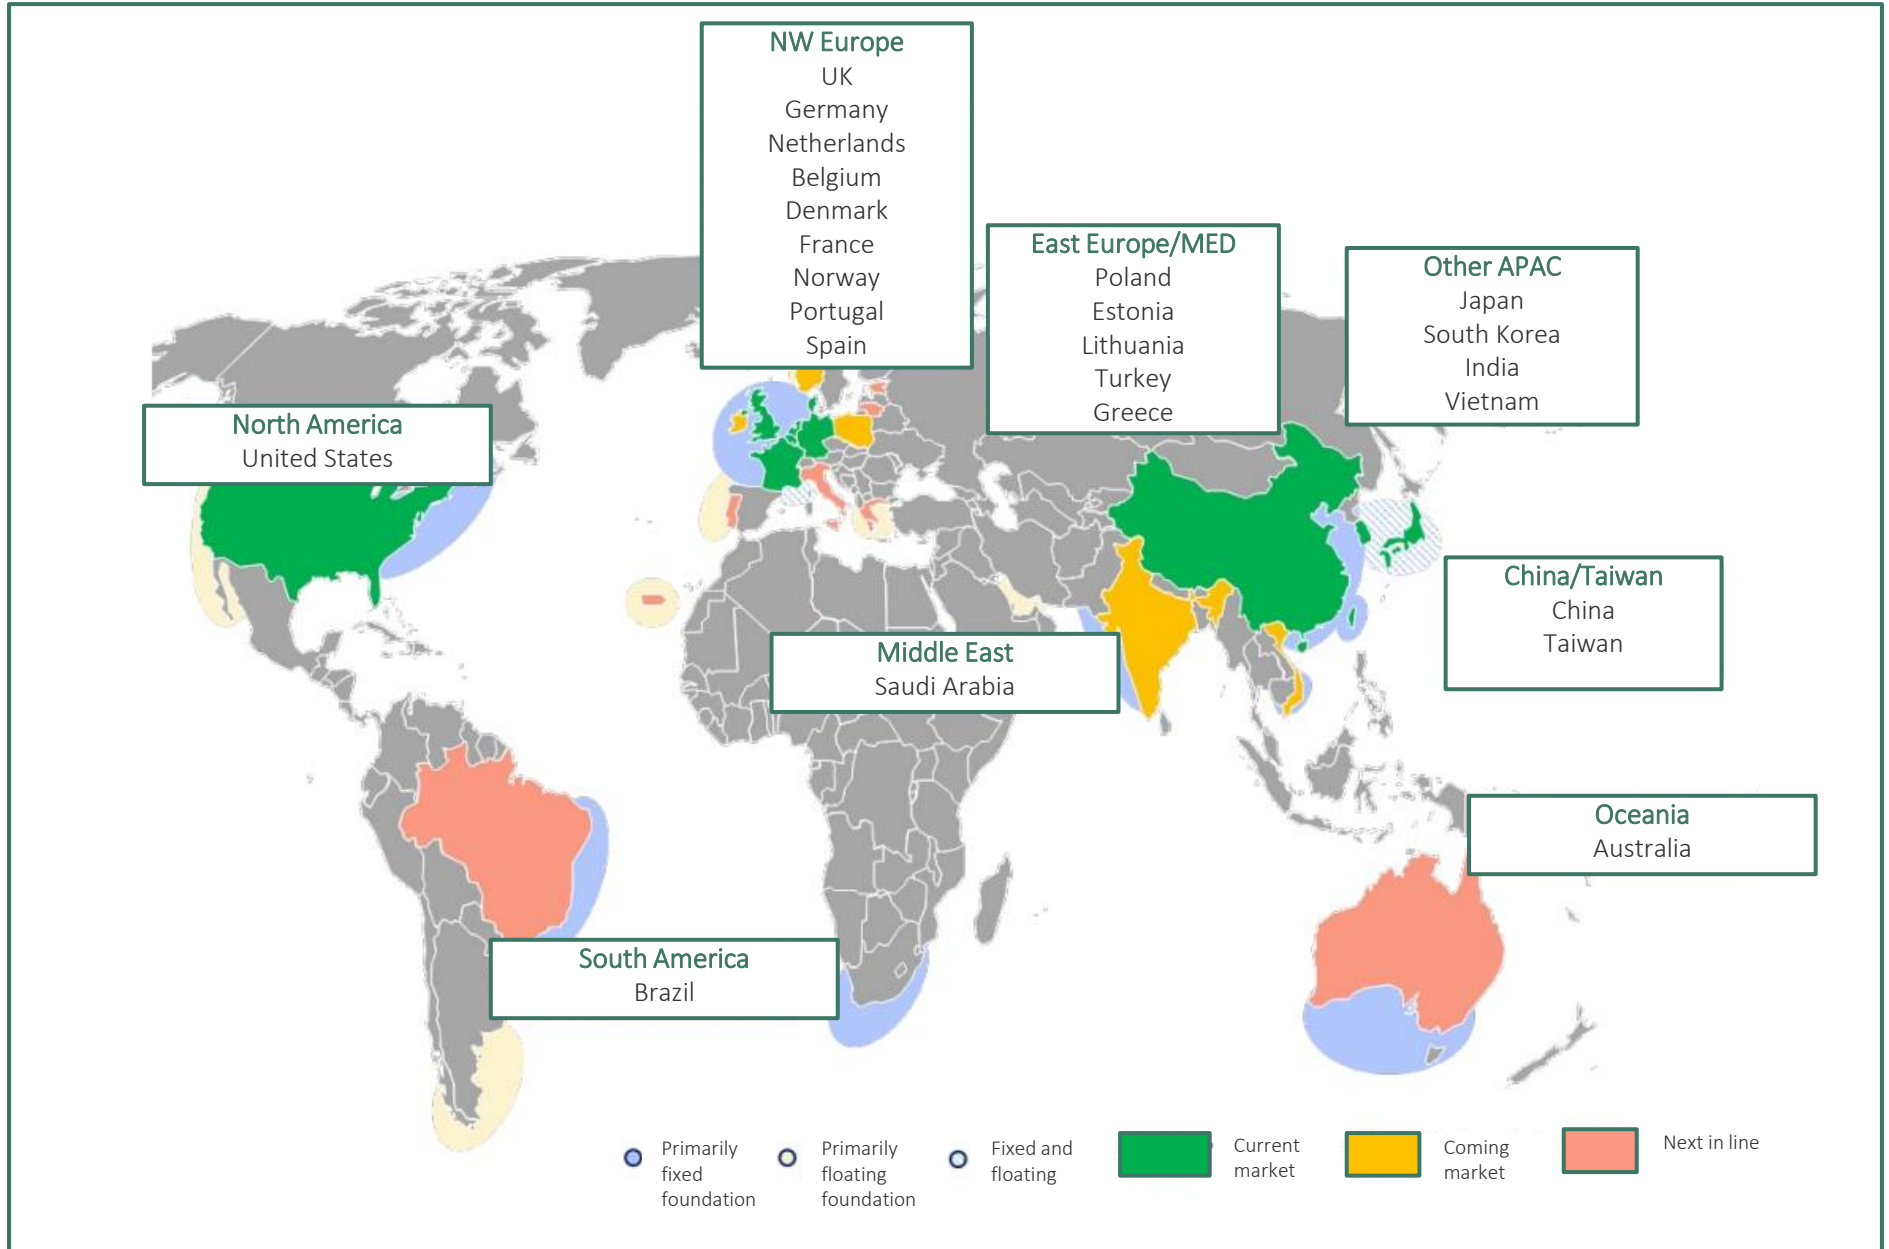 NW Europe
UK
Germany
Netherlands
Belgium
Denmark
France
Norway
Portugal
Spain
East Europe/MED
Poland
Estonia
Lithuania
Turkey
Greece
Other APAC
Japan
South Korea
India
Vietnam
North America
United States
China/Taiwan
China
Taiwan
Middle East
Saudi Arabia
Oceania
Australia
South America
Brazil
Primarily
fixed
foundation
Primarily
floating
foundation
Fixed and
floating
Current
market
Coming
market
Next in line